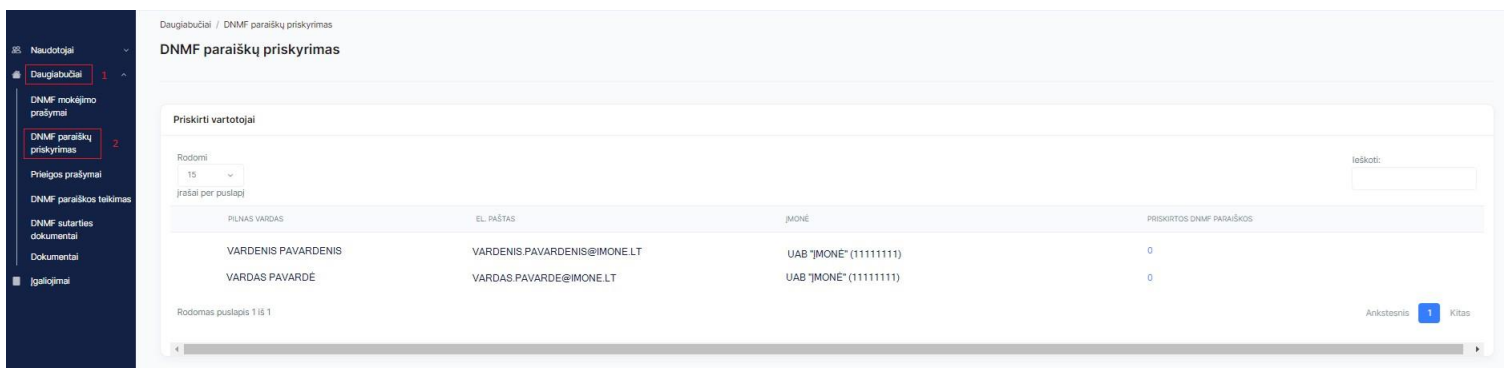 Naudotojai
Daugiabučiai 1
DNMF mokėjimo
prašymai
DNMF paraiškų
priskyrimas 2
Prieigos prašymai
DNMF paraiškos teikimas
DNMF sutarties
dokumentai
Dokumentai
Įgaliojimai
Daugiabučiai / DNMF paraiškų priskyrimas
DNMF paraiškų priskyrimas
Priskirti vartotojai
Rodomi
15
įrašai per puslapį
Ieškoti:
PILNAS VARDAS EL. PAŠTAS ĮMONĖ PRISKIRTOS DNMF PARAIŠKOS
VARDENIS PAVARDENIS VARDENIS.PAVARDENIS@IMONE.LT UAB "ĮMONĖ" (11111111) 0
VARDAS PAVARDĖ VARDAS.PAVARDE@IMONE.LT UAB "ĮMONĖ" (11111111) 0
Rodomas puslapis 1 iš 1
Ankstesnis 1 Kitas